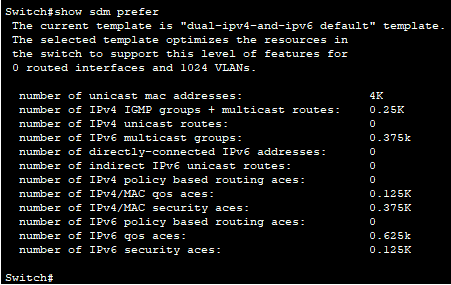 Switch#show sdm prefer
The current template is "dual-ipv4-and-ipv6 default" template.
The selected template optimizes the resources in
the switch to support this level of features for
0 routed interfaces and 1024 VLANs.
number of unicast mac addresses: 4K
number of IPv4 IGMP groups + multicast routes: 0.25K
number of IPv4 unicast routes: 0
number of IPv6 multicast groups: 0.375k
number of directly-connected IPv6 addresses: 0
number of indirect IPv6 unicast routes: 0
number of IPv4 policy based routing aces: 0
number of IPv4/MAC qos aces: 0.125K
number of IPv4/MAC security aces: 0.375K
number of IPv6 policy based routing aces: 0
number of IPv6 qos aces: 0.625k
number of IPv6 security aces: 0.125K
Switch#